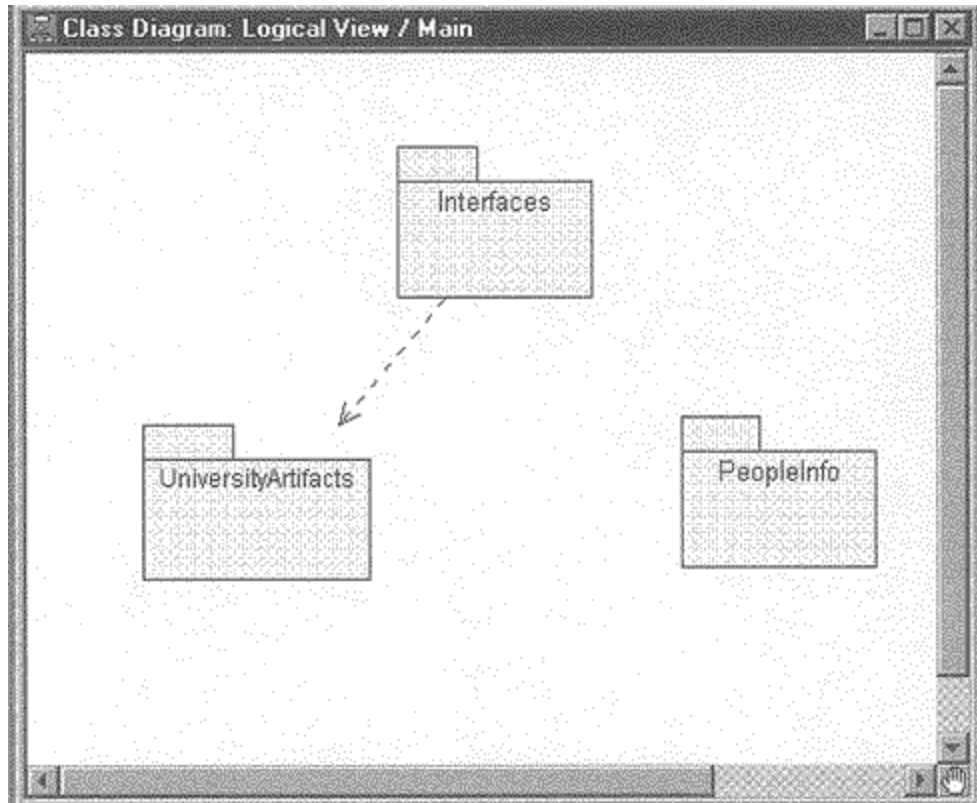 Class Diagram: Logical View / Main
Interfaces
UniversityArtifacts
PeopleInfo